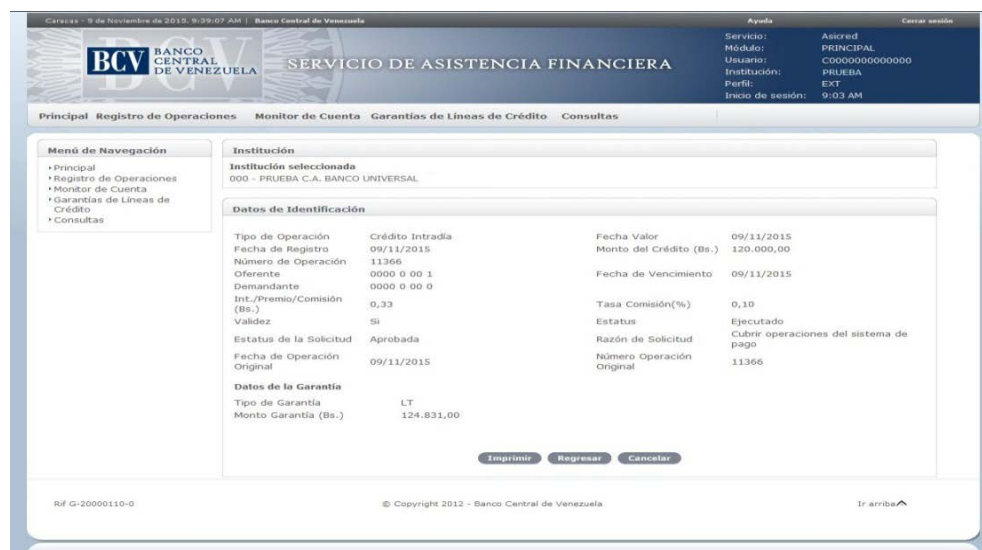 Caracas - 9 de Noviembre de 2015, 9:39:07 AM | Banco Central de Venezuela Ayuda Cerrar sesión
BCV BANCO CENTRAL DE VENEZUELA
SERVICIO DE ASISTENCIA FINANCIERA
Servicio: Asicred
Módulo: PRINCIPAL
Usuario: C0000000000000
Institución: PRUEBA
Perfil: EXT
Inicio de sesión: 9:03 AM
Principal Registro de Operaciones Monitor de Cuenta Garantías de Líneas de Crédito Consultas
Menú de Navegación
Principal
Registro de Operaciones
Monitor de Cuenta
Garantías de Líneas de
Crédito
Consultas
Institución
Institución seleccionada
000 - PRUEBA C.A. BANCO UNIVERSAL
Datos de Identificación
Tipo de Operación Crédito Intradía Fecha Valor 09/11/2015
Fecha de Registro 09/11/2015 Monto del Crédito (Bs.) 120.000,00
Número de Operación 11366
Oferente 0000 0 00 1 Fecha de Vencimiento 09/11/2015
Demandante 0000 0 00 0
Int./Premio/Comisión (Bs.) 0,33 Tasa Comisión(%) 0,10
Validez Si Estatus Ejecutado
Estatus de la Solicitud Aprobada Razón de Solicitud Cubrir operaciones del sistema de pago
Fecha de Operación Original 09/11/2015 Número Operación Original 11366
Datos de la Garantía
Tipo de Garantía LT
Monto Garantía (Bs.) 124.831,00
Imprimir Regresar Cancelar
Rif G-20000110-0 © Copyright 2012 - Banco Central de Venezuela Ir arriba